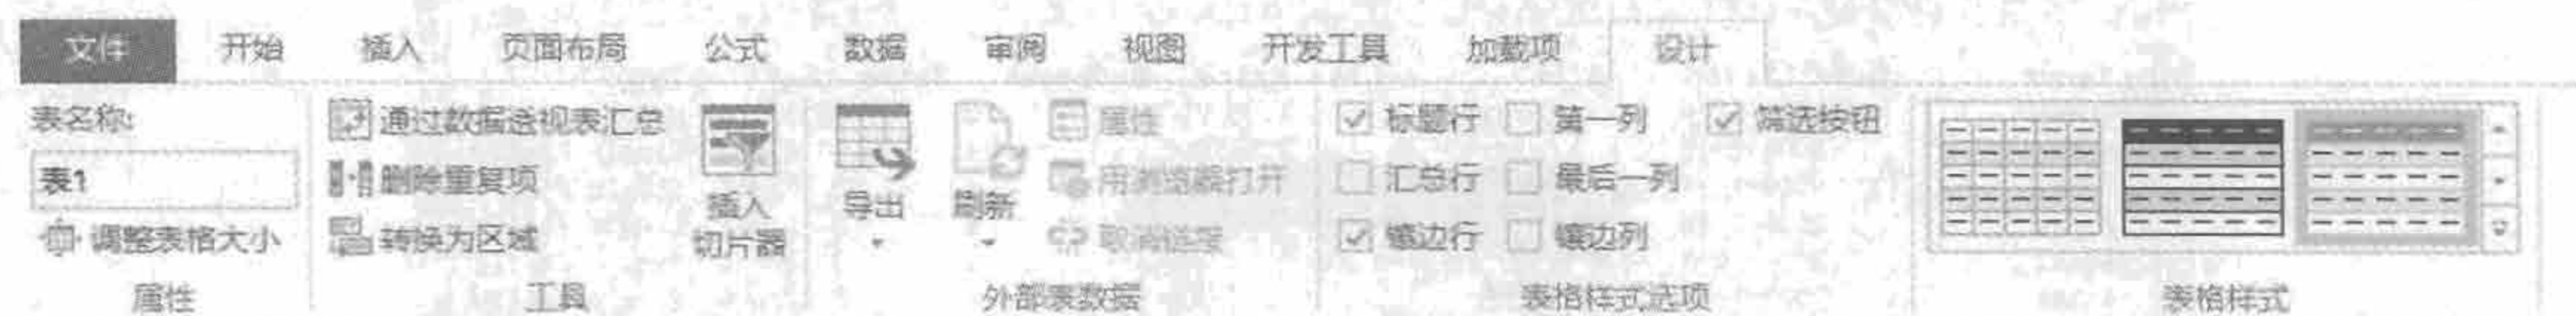 文件 开始 插入 页面布局 公式 数据 审阅 视图 开发工具 加载项 设计
表名称:
表1
调整表格大小
属性
通过数据透视表汇总
删除重复项
转换为区域
插入
切片器
工具
导出
刷新
属性
用浏览器打开
取消链接
外部表数据
标题行 第一列 筛选按钮
汇总行 最后一列
镶边行 镶边列
表格样式选项
表格样式